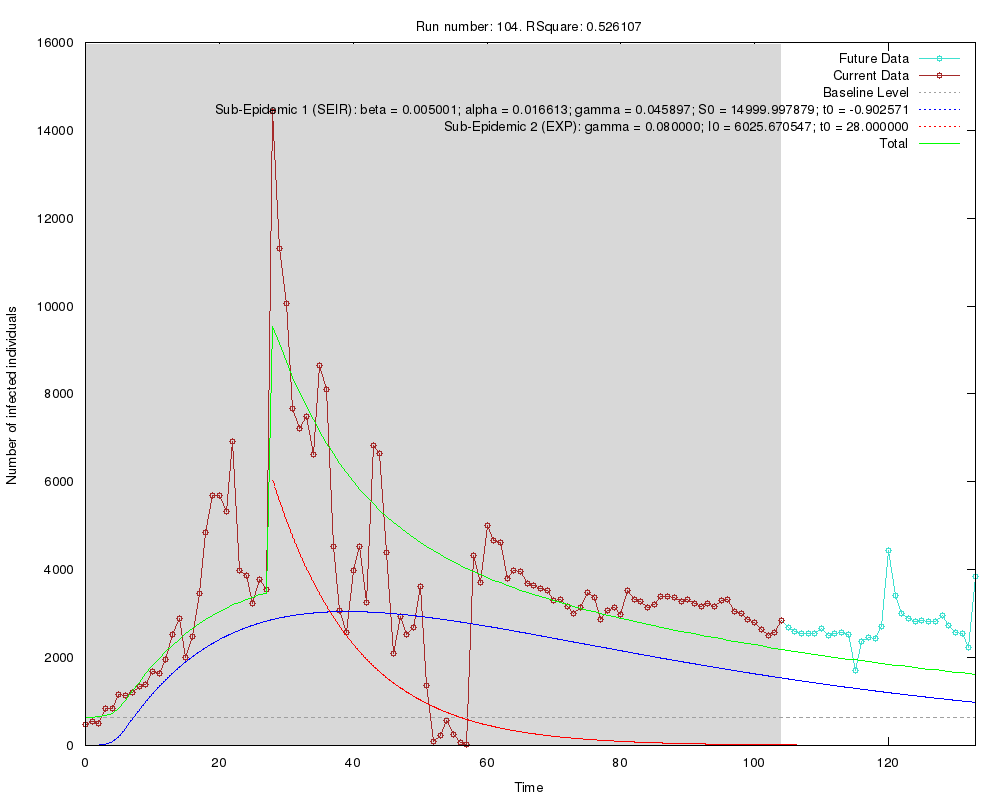 Run number: 104. RSquare: 0.526107
16000
14000
12000
10000
8000
6000
4000
2000
0
Number of infected individuals
Future Data
Current Data
Baseline Level
Sub-Epidemic 1 (SEIR): beta = 0.005001; alpha = 0.016613; gamma = 0.045897; S0 = 14999.997879; t0 = -0.902571
Sub-Epidemic 2 (EXP): gamma = 0.080000; I0 = 6025.670547; t0 = 28.000000
Total
0 20 40 60 80 100 120
Time